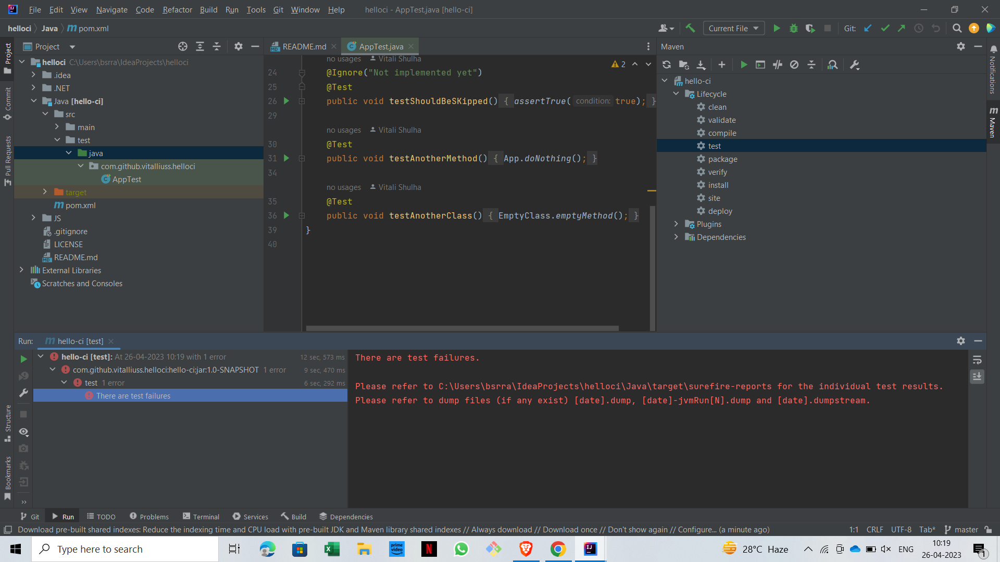 File Edit View Navigate Code Refactor Build Run Tools Git Window Help helloci - AppTest.java [hello-ci]
helloci Java pom.xml
Current File
Git:
Project
README.md
AppTest.java
Maven
Project
Commit
Pull Requests
Structure
Bookmarks
Notifications
Maven
helloci C:\Users\bsrra\IdeaProjects\helloci
.idea
.NET
Java [hello-ci]
src
main
test
java
com.github.vitalliuss.helloci
AppTest
target
pom.xml
JS
.gitignore
LICENSE
README.md
External Libraries
Scratches and Consoles
no usages Vitali Shulha
2
24 @Ignore("Not implemented yet")
25 @Test
26 public void testShouldBeSKipped() { assertTrue( condition: true); }
29
no usages Vitali Shulha
30 @Test
31 public void testAnotherMethod() { App.doNothing(); }
34
no usages Vitali Shulha
35 @Test
36 public void testAnotherClass() { EmptyClass.emptyMethod(); }
39 }
40
hello-ci
Lifecycle
clean
validate
compile
test
package
verify
install
site
deploy
Plugins
Dependencies
Run: hello-ci [test]
hello-ci [test]: At 26-04-2023 10:19 with 1 error 12 sec, 573 ms
com.github.vitalliuss.helloci:hello-ci:jar:1.0-SNAPSHOT 1 error 9 sec, 470 ms
test 1 error 6 sec, 292 ms
There are test failures
There are test failures.
Please refer to C:\Users\bsrra\IdeaProjects\helloci\Java\target\surefire-reports for the individual test results.
Please refer to dump files (if any exist) [date].dump, [date]-jvmRun[N].dump and [date].dumpstream.
Git Run TODO Problems Terminal Services Build Dependencies
Download pre-built shared indexes: Reduce the indexing time and CPU load with pre-built JDK and Maven library shared indexes // Always download // Download once // Don't show again // Configure... (a minute ago) 1:1 CRLF UTF-8 Tab* master
Type here to search
prime video
28°C Haze
ENG
10:19
26-04-2023
1